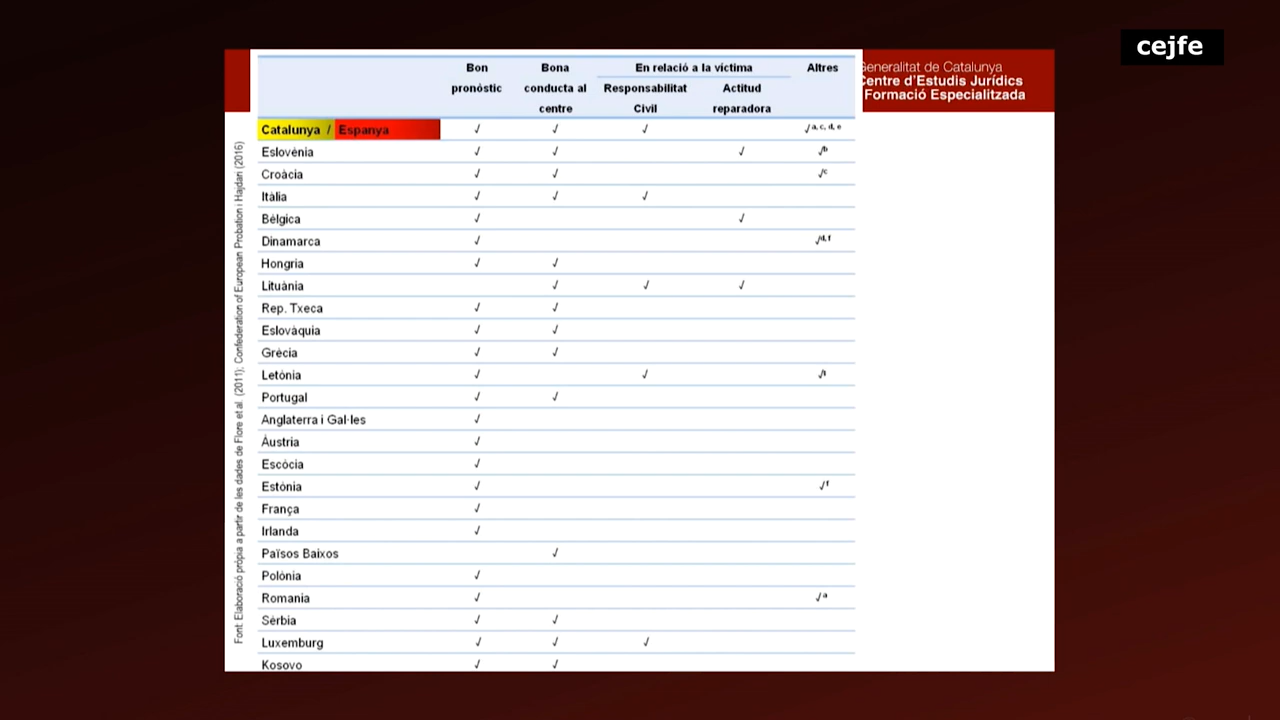 cejfe
Generalitat de Catalunya
Centre d'Estudis Jurídics
Formació Especialitzada
Bon pronòstic
Bona conducta al centre
En relació a la víctima
Responsabilitat Civil
Actitud reparadora
Altres
Catalunya / Espanya √ √ √ √a, c, d, e
Eslovènia √ √ √ √b
Croàcia √ √ √c
Itàlia √ √ √
Bèlgica √ √
Dinamarca √ √d, f
Hongria √ √
Lituània √ √ √
Rep. Txeca √ √
Eslovàquia √ √
Grècia √ √
Letònia √ √ √
Portugal √ √
Anglaterra i Gal·les √
Àustria √
Escòcia √
Estònia √ √f
França √
Irlanda √
Països Baixos √
Polònia √
Romania √ √a
Sèrbia √ √
Luxemburg √ √ √
Kosovo √ √
Font: Elaboració pròpia a partir de les dades de Flore et al. (2011); Confederation of European Probation i Hajdari (2016)